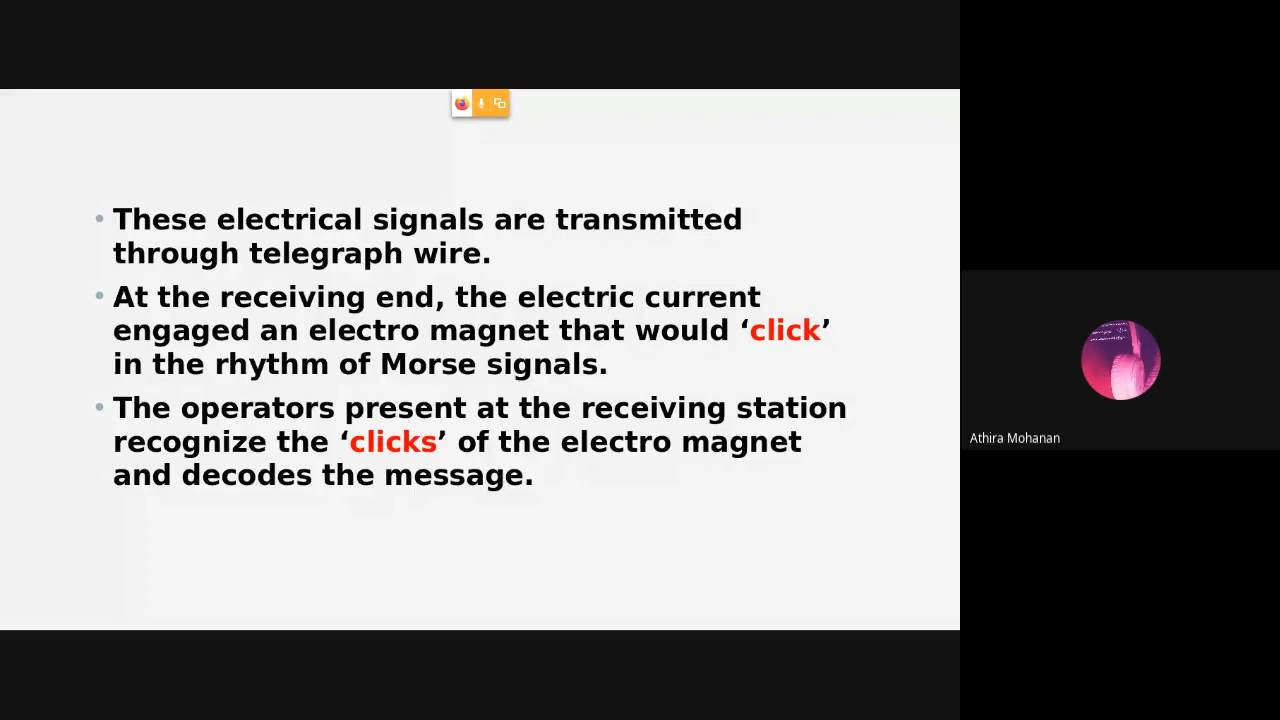 • These electrical signals are transmitted
through telegraph wire.
• At the receiving end, the electric current
engaged an electro magnet that would ‘click’
in the rhythm of Morse signals.
• The operators present at the receiving station
recognize the ‘clicks’ of the electro magnet
and decodes the message.
Athira Mohanan